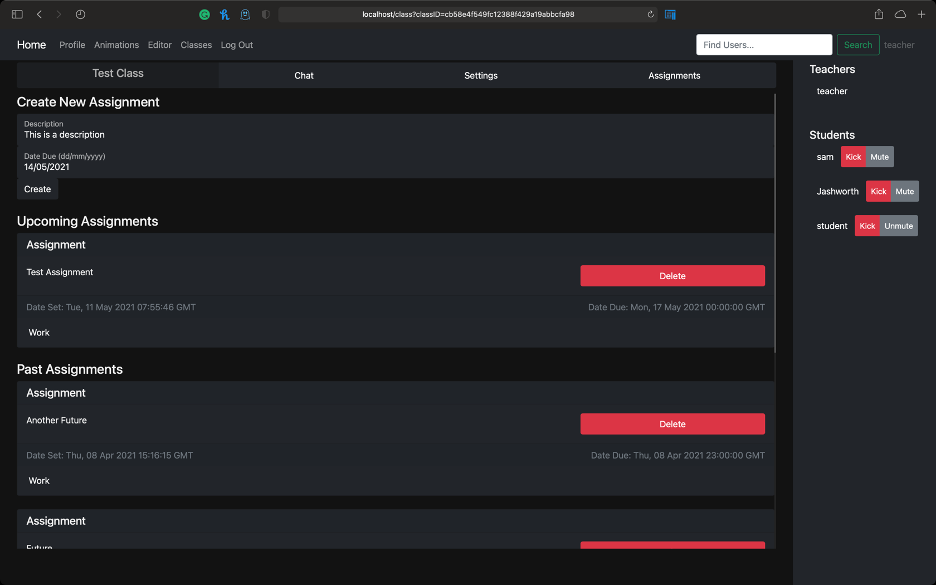 localhost/class?classID=cb58e4f549fc12388f429a19abbcfa98
Home Profile Animations Editor Classes Log Out Find Users... Search teacher
Test Class Chat Settings Assignments
Create New Assignment
Description
This is a description
Date Due (dd/mm/yyyy)
14/05/2021
Create
Upcoming Assignments
Assignment
Test Assignment Delete
Date Set: Tue, 11 May 2021 07:55:46 GMT Date Due: Mon, 17 May 2021 00:00:00 GMT
Work
Past Assignments
Assignment
Another Future Delete
Date Set: Thu, 08 Apr 2021 15:16:15 GMT Date Due: Thu, 08 Apr 2021 23:00:00 GMT
Work
Assignment
Future
Teachers
teacher
Students
sam Kick Mute
Jashworth Kick Mute
student Kick Unmute